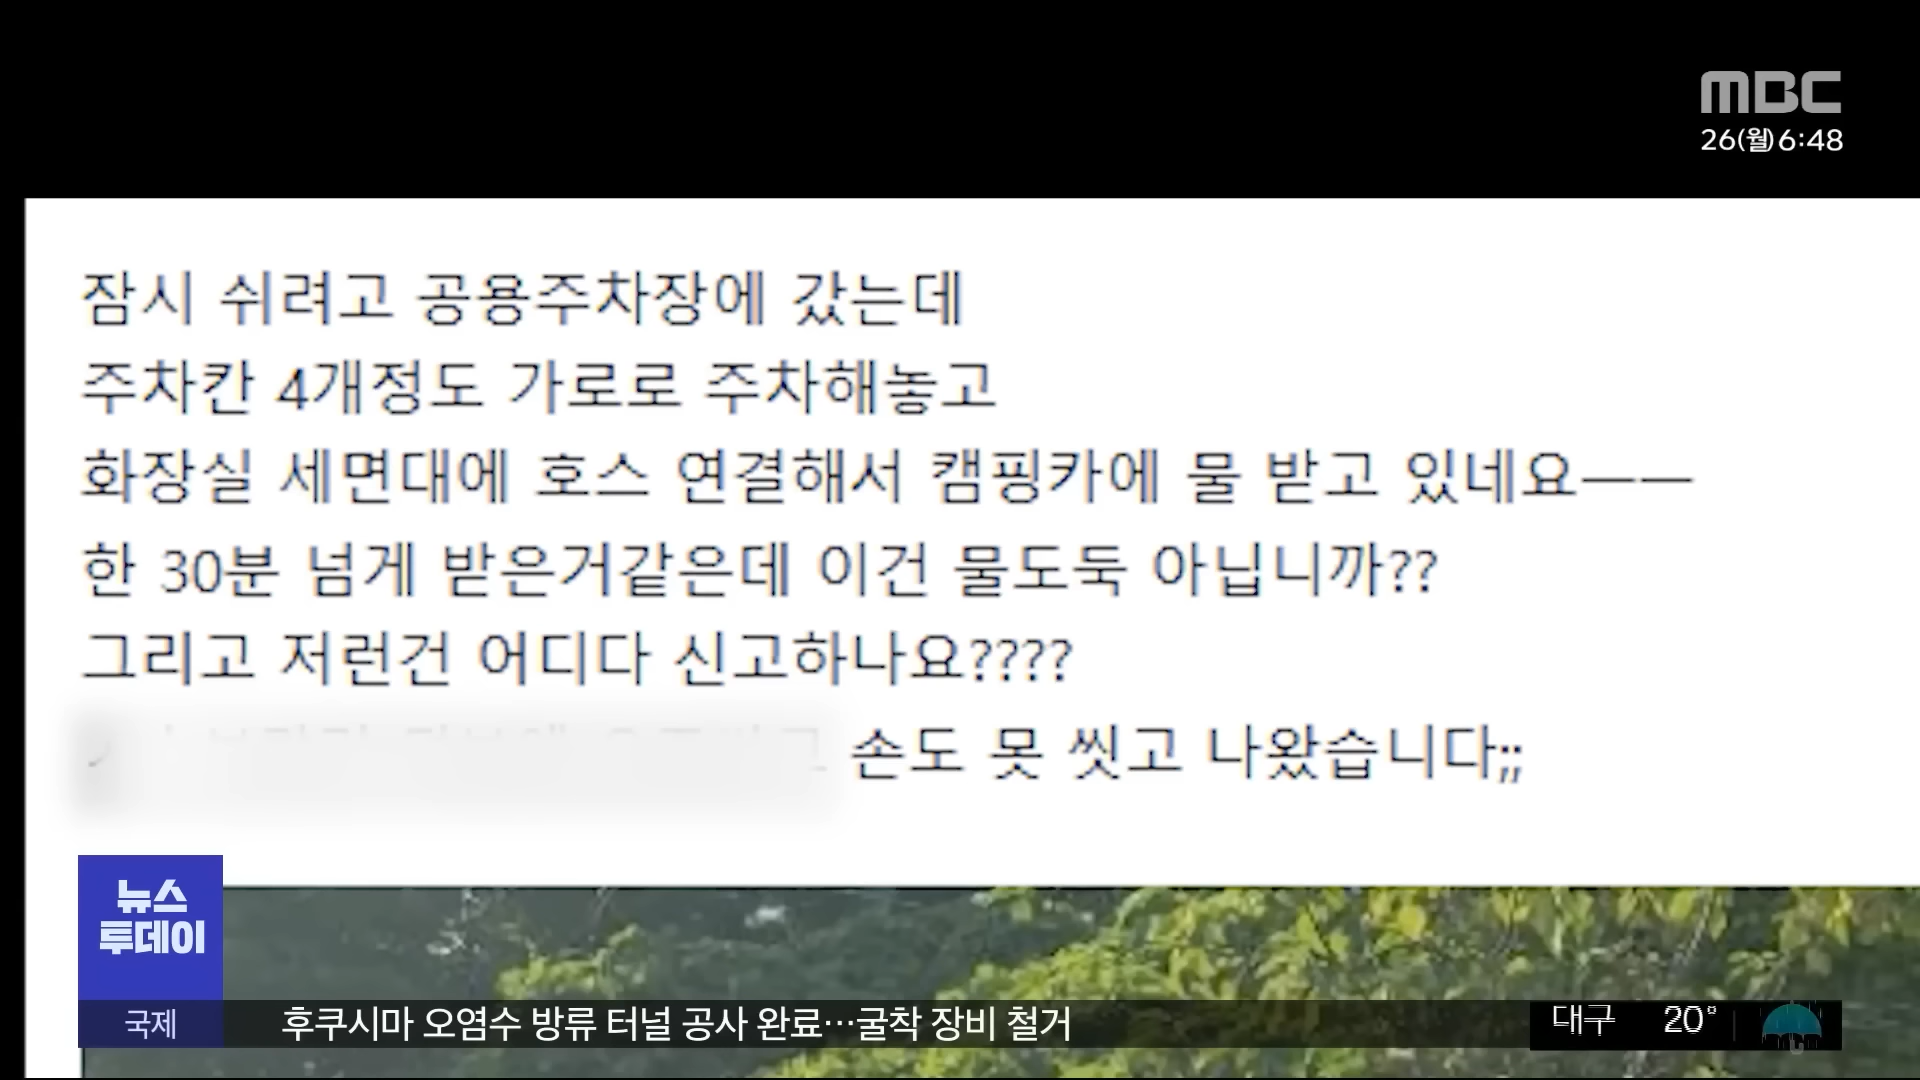 MBC
26(월)6:48
잠시 쉬려고 공용주차장에 갔는데
주차칸 4개정도 가로로 주차해놓고
화장실 세면대에 호스 연결해서 캠핑카에 물 받고 있네요ㅡㅡ
한 30분 넘게 받은거같은데 이건 물도둑 아닙니까??
그리고 저런건 어디다 신고하나요????
손도 못 씻고 나왔습니다;;
뉴스
투데이
국제 후쿠시마 오염수 방류 터널 공사 완료…굴착 장비 철거
대구 20°